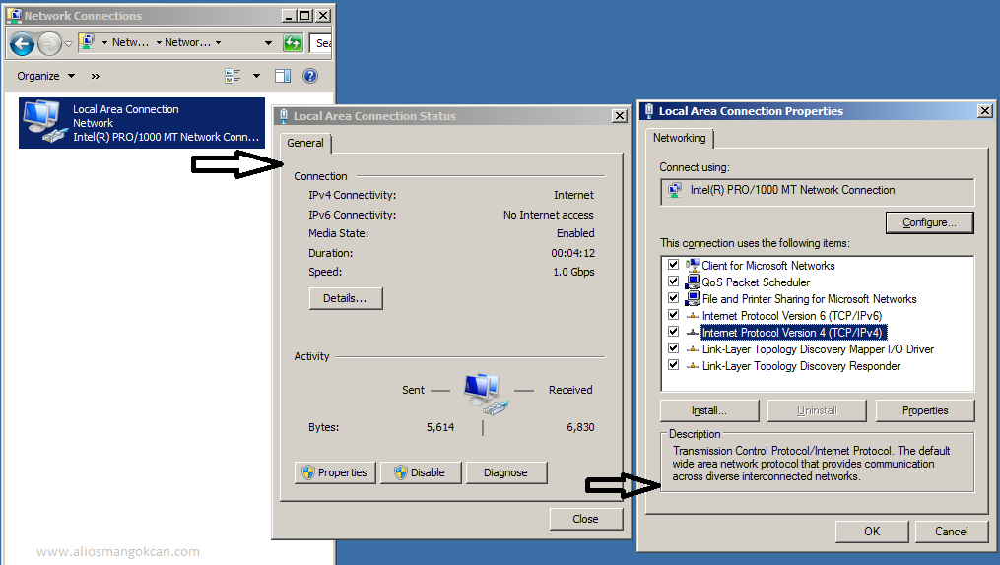 Network Connections
Netw... Networ...
Sea
Organize »
Local Area Connection
Network
Intel(R) PRO/1000 MT Network Conn...
Local Area Connection Status
General
Connection
IPv4 Connectivity: Internet
IPv6 Connectivity: No Internet access
Media State: Enabled
Duration: 00:04:12
Speed: 1.0 Gbps
Details...
Activity
Sent Received
Bytes: 5,614 6,830
Properties Disable Diagnose
Close
Local Area Connection Properties
Networking
Connect using:
Intel(R) PRO/1000 MT Network Connection
Configure...
This connection uses the following items:
Client for Microsoft Networks
QoS Packet Scheduler
File and Printer Sharing for Microsoft Networks
Internet Protocol Version 6 (TCP/IPv6)
Internet Protocol Version 4 (TCP/IPv4)
Link-Layer Topology Discovery Mapper I/O Driver
Link-Layer Topology Discovery Responder
Install... Uninstall Properties
Description
Transmission Control Protocol/Internet Protocol. The default
wide area network protocol that provides communication
across diverse interconnected networks.
OK Cancel
www.aliosmangokcan.com